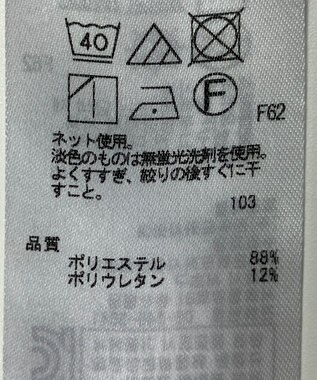 40
F
F62
ネット使用。
淡色のものは無蛍光洗剤を使用。
よくすすぎ、絞りの後すぐに干
すこと。
103
品質
ポリエステル 88%
ポリウレタン 12%